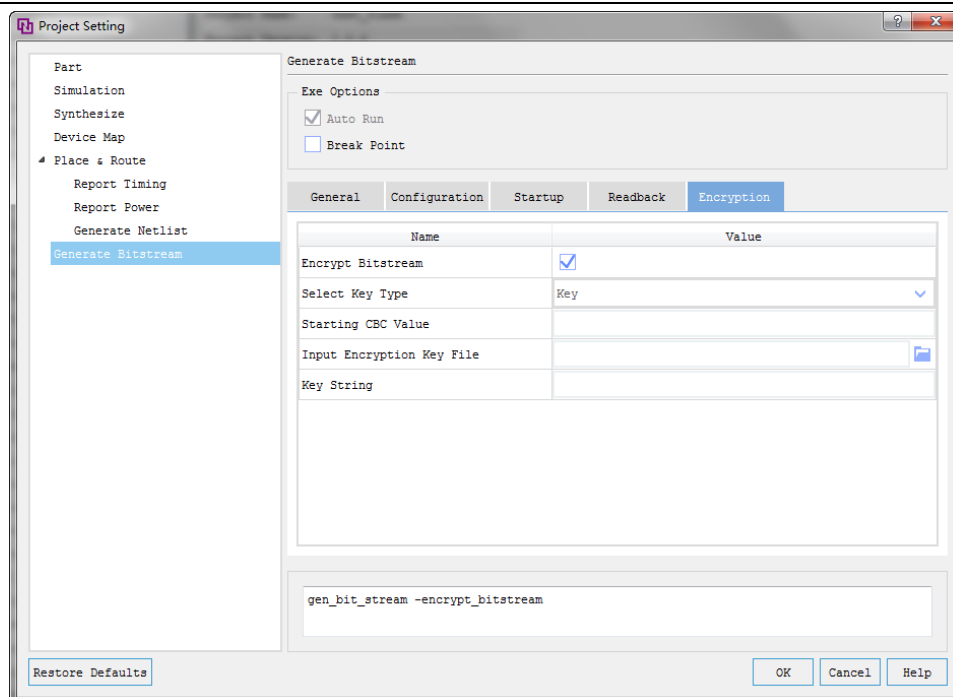 Project Setting
Part
Simulation
Synthesize
Device Map
Place & Route
Report Timing
Report Power
Generate Netlist
Generate Bitstream
Generate Bitstream
Exe Options
Auto Run
Break Point
General Configuration Startup Readback Encryption
Name Value
Encrypt Bitstream
Select Key Type Key
Starting CBC Value
Input Encryption Key File
Key String
gen_bit_stream -encrypt_bitstream
Restore Defaults OK Cancel Help